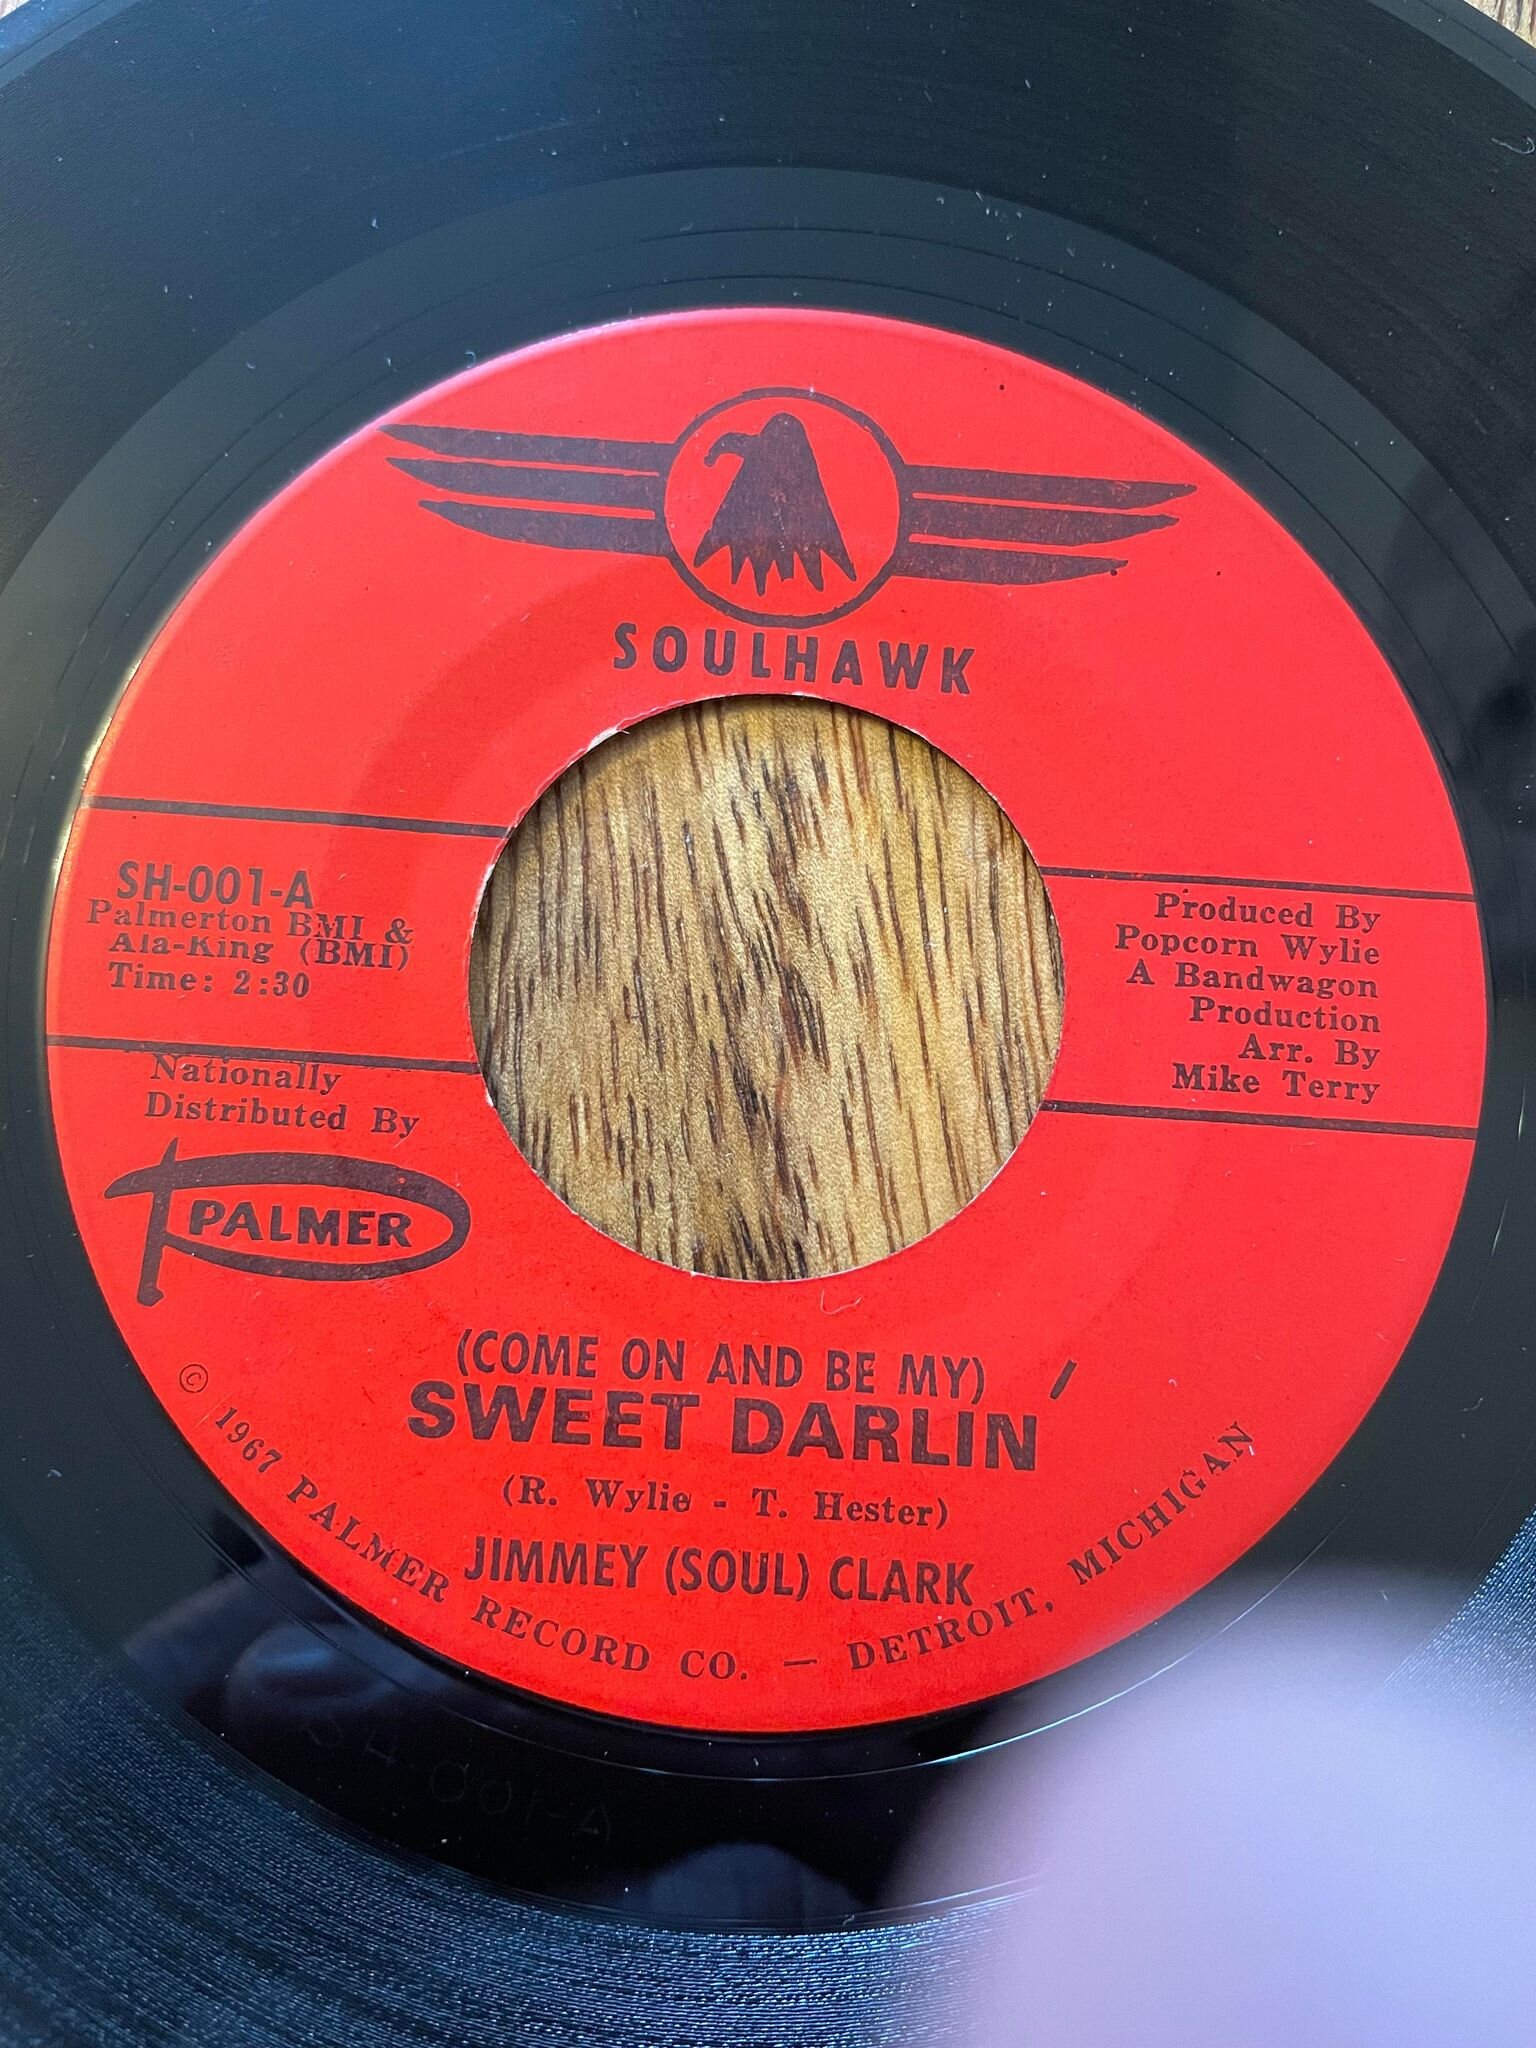 SOULHAWK
SH-001-A
Palmerton BMI &
Ala-King (BMI)
Time: 2:30
Produced By
Popcorn Wylie
A Bandwagon
Production
Arr. By
Mike Terry
Nationally
Distributed By
PALMER
(COME ON AND BE MY)
SWEET DARLIN'
(R. Wylie - T. Hester)
JIMMEY (SOUL) CLARK
© 1967 PALMER RECORD CO. — DETROIT, MICHIGAN
SH-001-A